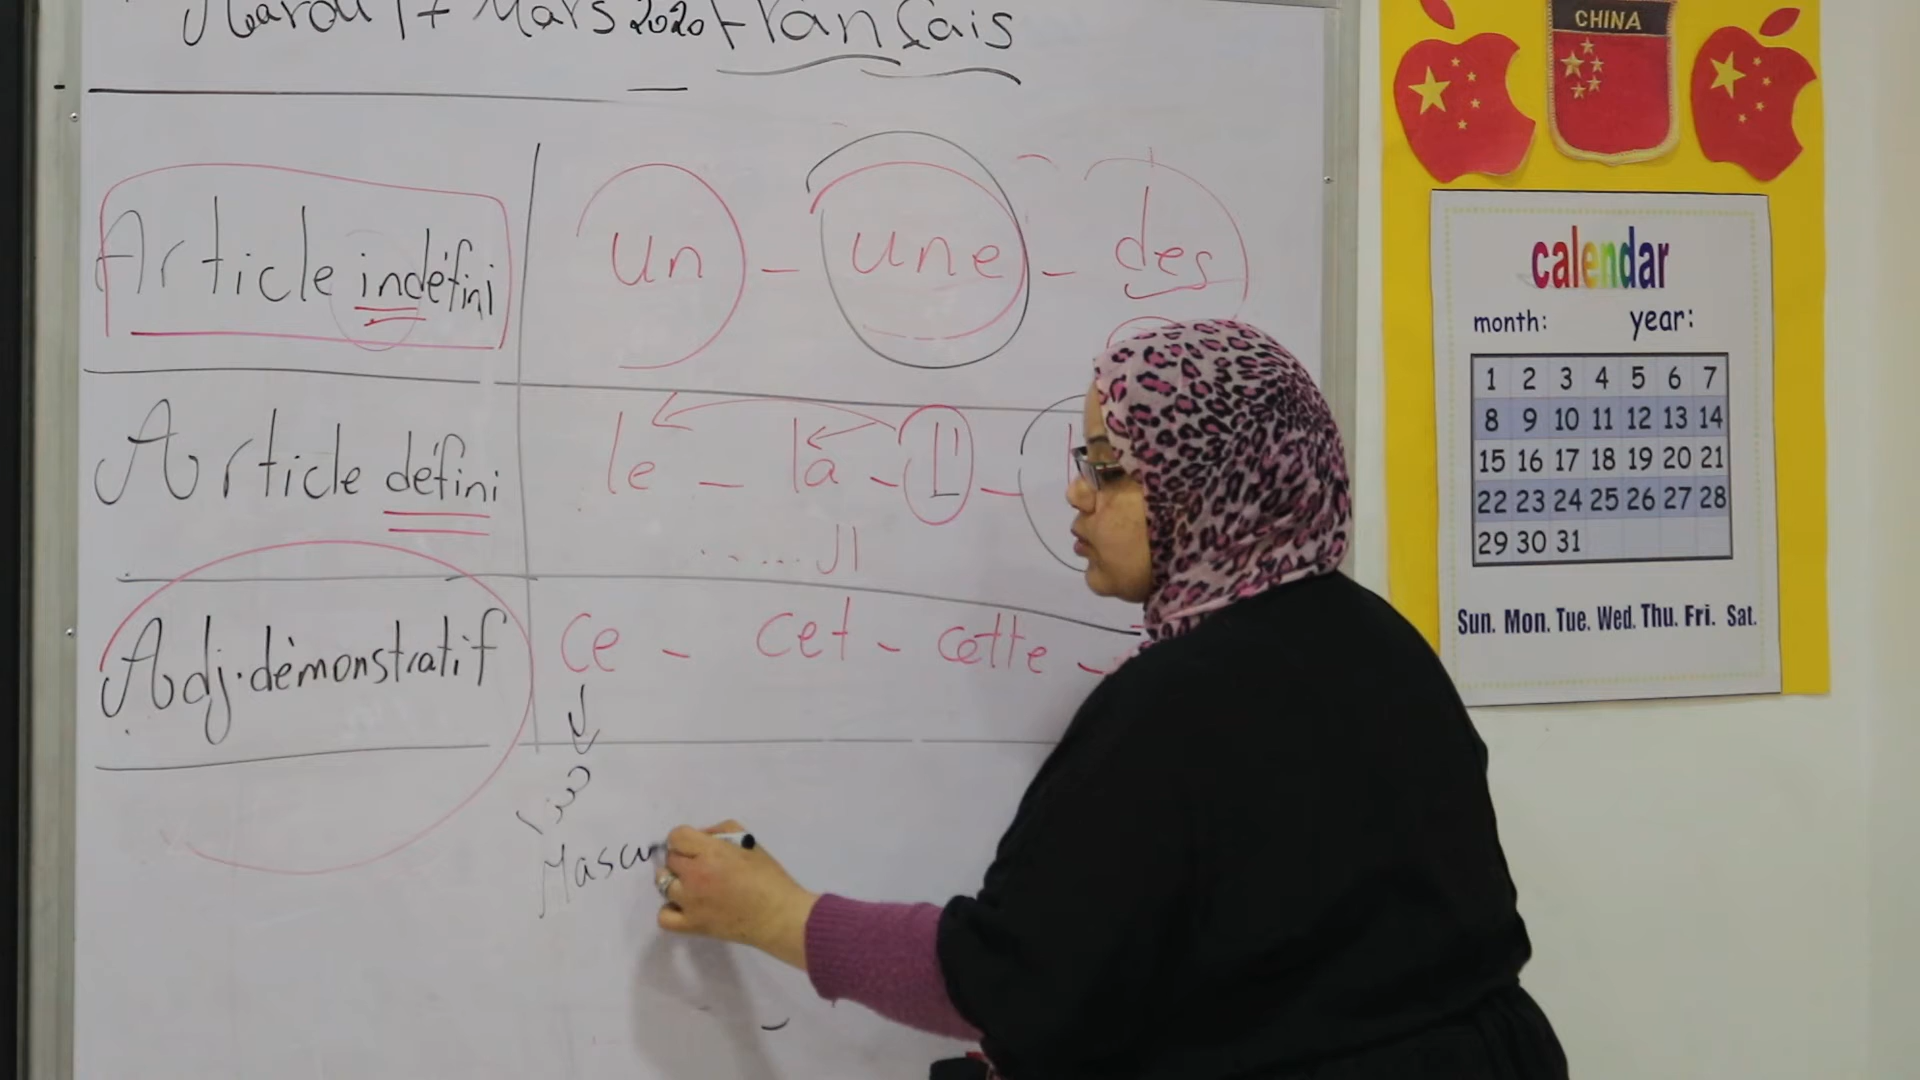 Mardi 17 Mars 2020 Français
Article indéfini
un - une - des
Article défini
le - la - L' -
..... ال
Adj. démonstratif
ce - cet - cette -
هذا
Mascu
CHINA
calendar
month: year:
1 2 3 4 5 6 7
8 9 10 11 12 13 14
15 16 17 18 19 20 21
22 23 24 25 26 27 28
29 30 31
Sun. Mon. Tue. Wed. Thu. Fri. Sat.